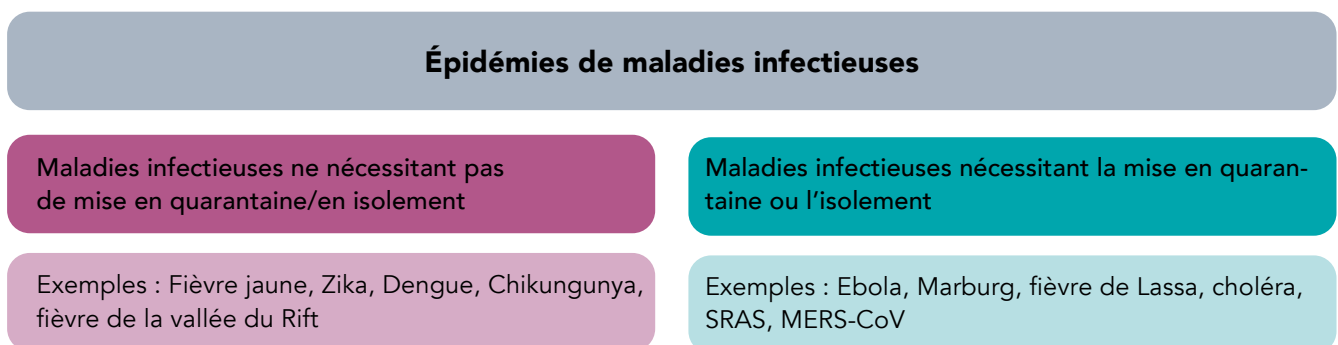 Épidémies de maladies infectieuses
Maladies infectieuses ne nécessitant pas
de mise en quarantaine/en isolement
Exemples : Fièvre jaune, Zika, Dengue, Chikungunya,
fièvre de la vallée du Rift
Maladies infectieuses nécessitant la mise en quaran-
taine ou l’isolement
Exemples : Ebola, Marburg, fièvre de Lassa, choléra,
SRAS, MERS-CoV